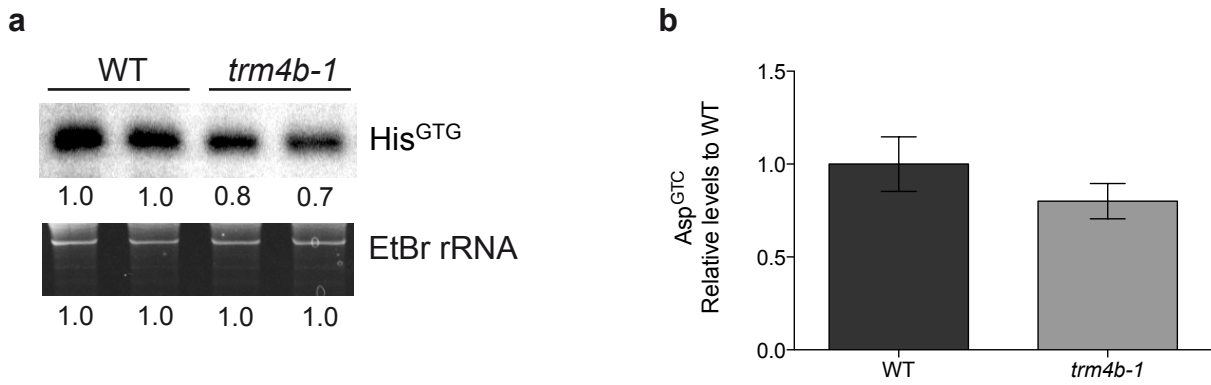 a
WT trm4b-1
His^GTG
1.0 1.0 0.8 0.7
EtBr rRNA
1.0 1.0 1.0 1.0
b
Asp^GTC
Relative levels to WT
1.5
1.0
0.5
0.0
WT trm4b-1